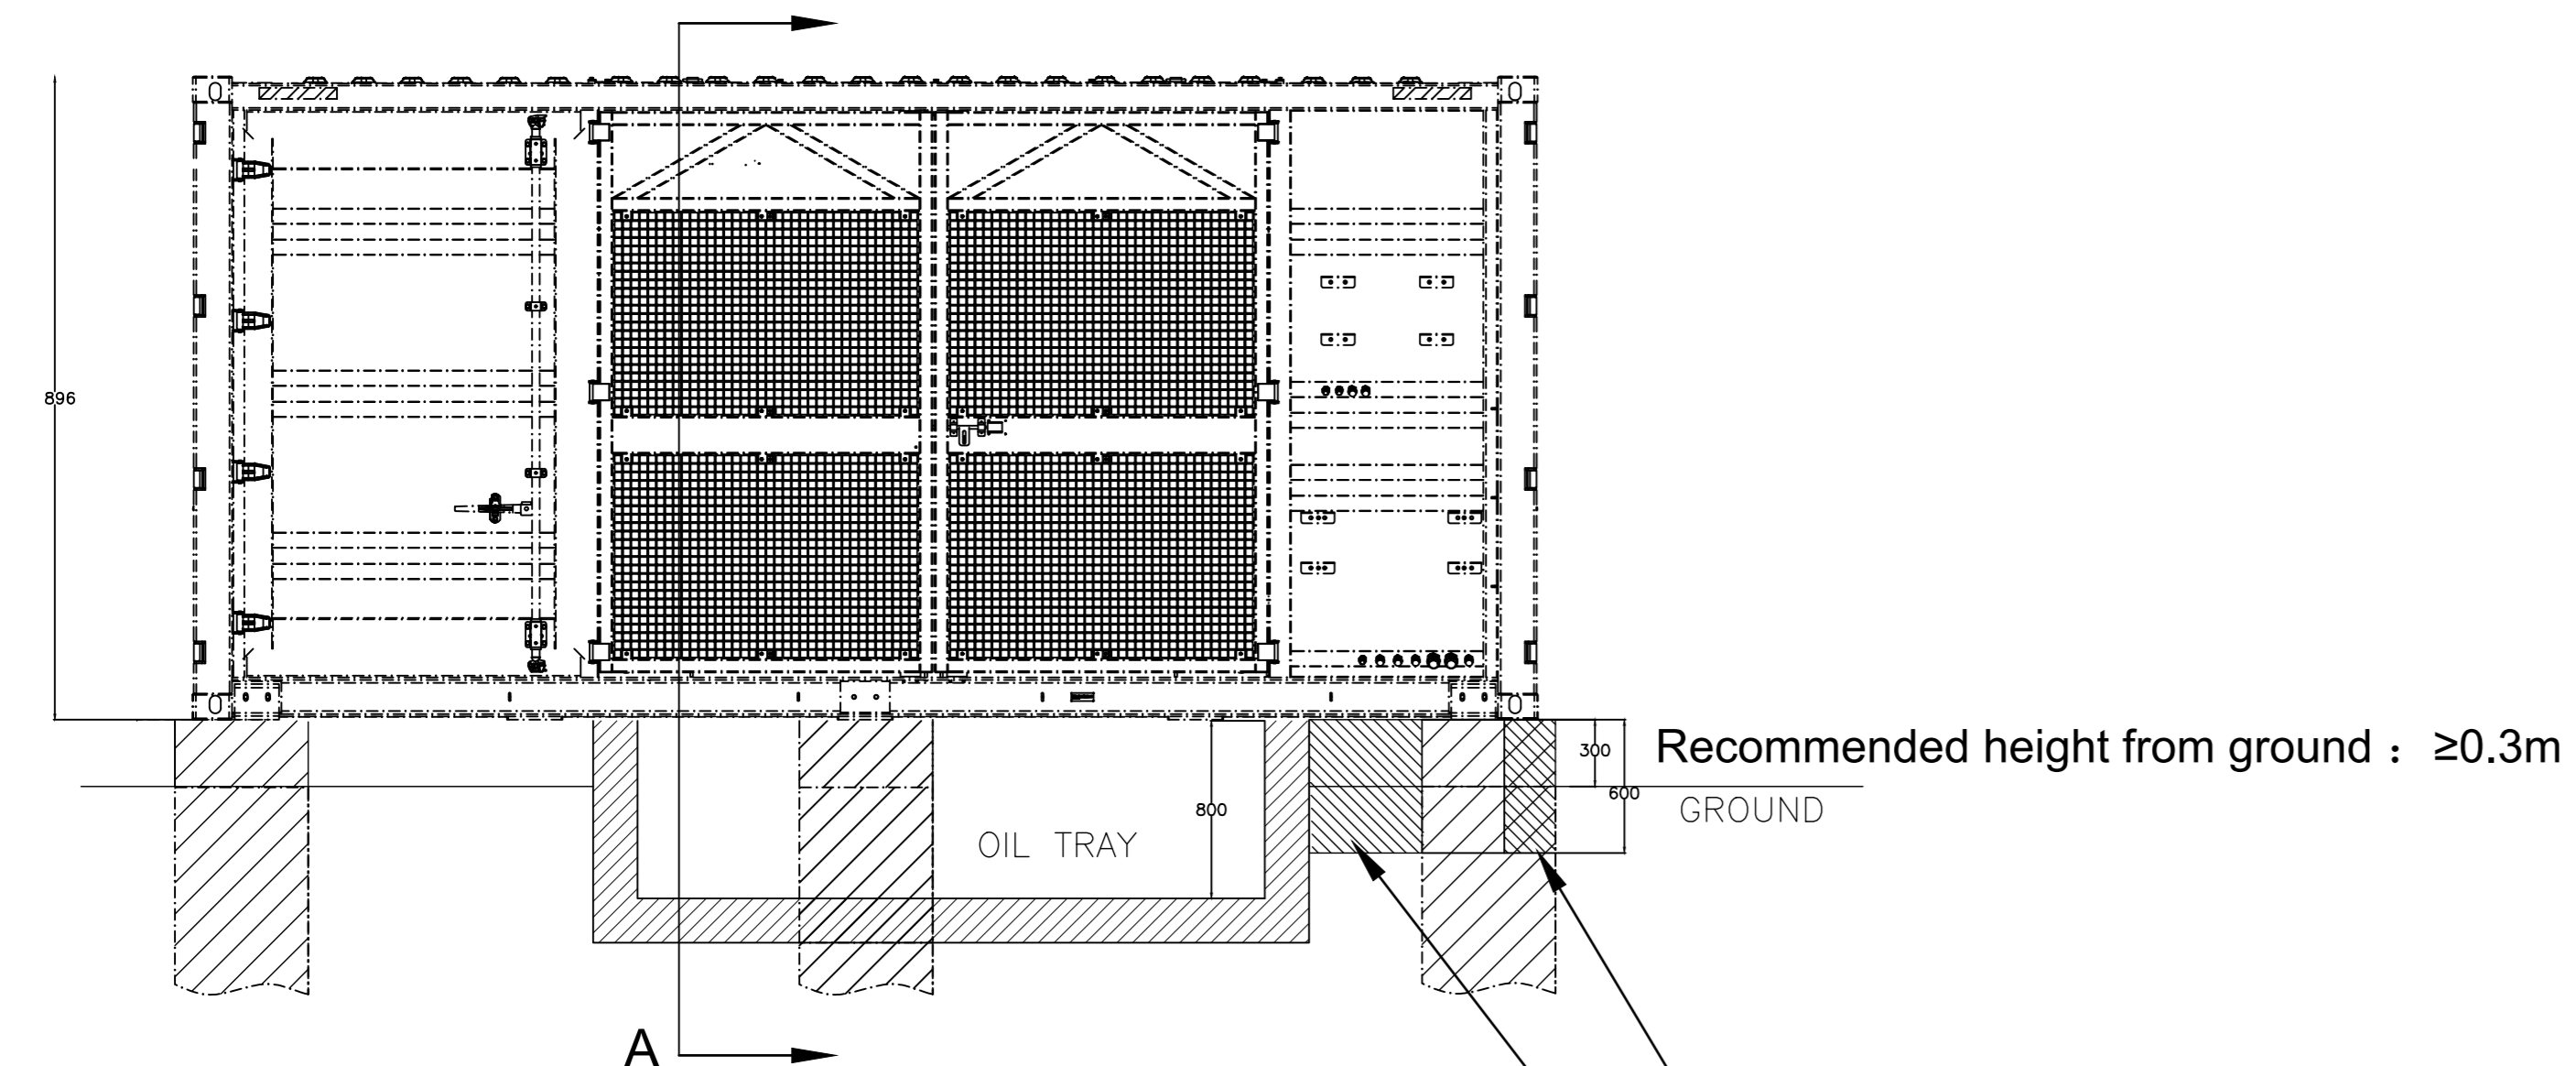 896
300
Recommended height from ground： ≥0.3m
600
800
GROUND
OIL TRAY
A